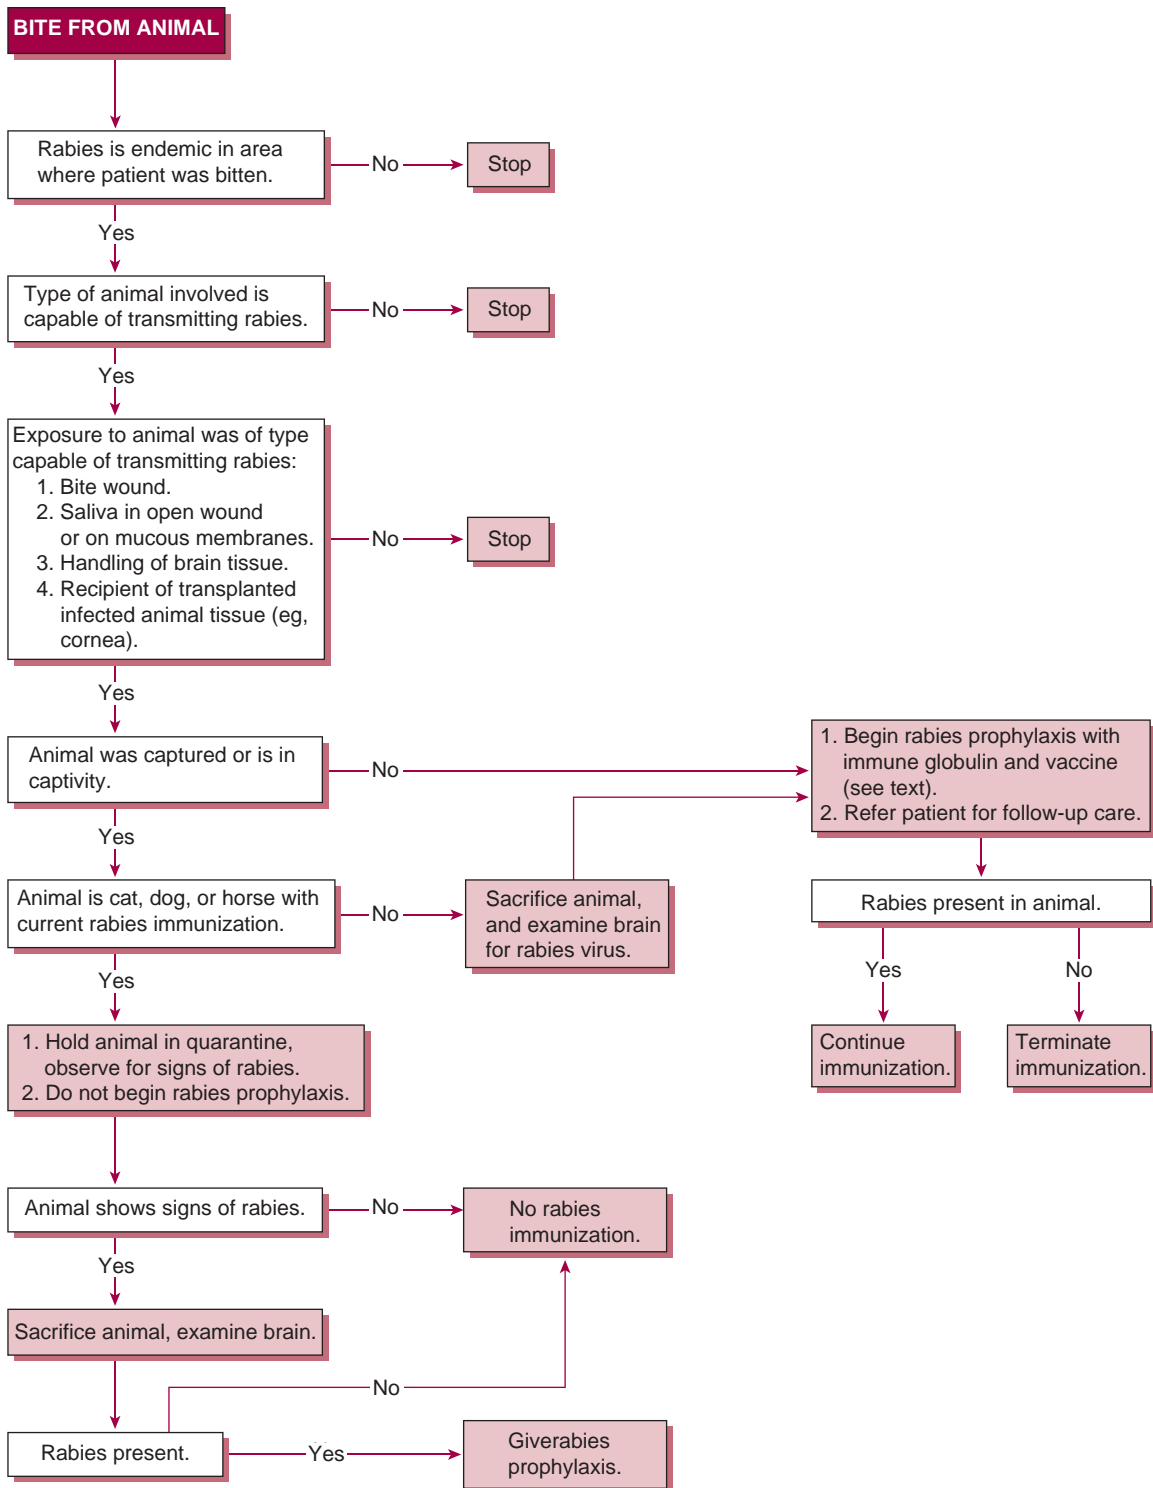 BITE FROM ANIMAL
Rabies is endemic in area
where patient was bitten.
No
Stop
Yes
Type of animal involved is
capable of transmitting rabies.
No
Stop
Yes
Exposure to animal was of type
capable of transmitting rabies:
1. Bite wound.
2. Saliva in open wound
or on mucous membranes.
3. Handling of brain tissue.
4. Recipient of transplanted
infected animal tissue (eg,
cornea).
No
Stop
Yes
Animal was captured or is in
captivity.
No
1. Begin rabies prophylaxis with
immune globulin and vaccine
(see text).
2. Refer patient for follow-up care.
Yes
Animal is cat, dog, or horse with
current rabies immunization.
No
Sacrifice animal,
and examine brain
for rabies virus.
Rabies present in animal.
Yes
No
Continue
immunization.
Terminate
immunization.
Yes
1. Hold animal in quarantine,
observe for signs of rabies.
2. Do not begin rabies prophylaxis.
Animal shows signs of rabies.
No
No rabies
immunization.
Yes
Sacrifice animal, examine brain.
No
Rabies present.
Yes
Giverabies
prophylaxis.